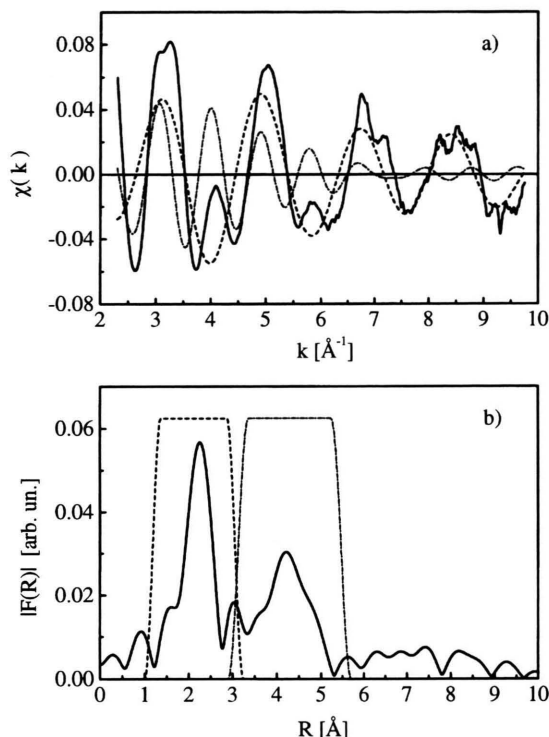 a)
0.08
0.04
0.00
-0.04
-0.08
χ( k )
2 3 4 5 6 7 8 9 10
k [Å⁻¹]
b)
0.06
0.04
0.02
0.00
|F(R)| [arb. un.]
0 1 2 3 4 5 6 7 8 9 10
R [Å]